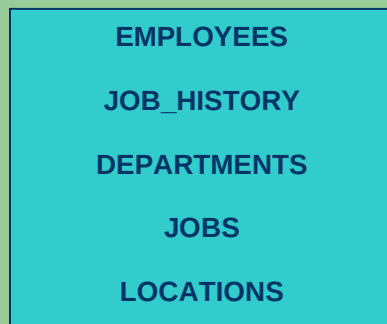 EMPLOYEES
JOB_HISTORY
DEPARTMENTS
JOBS
LOCATIONS